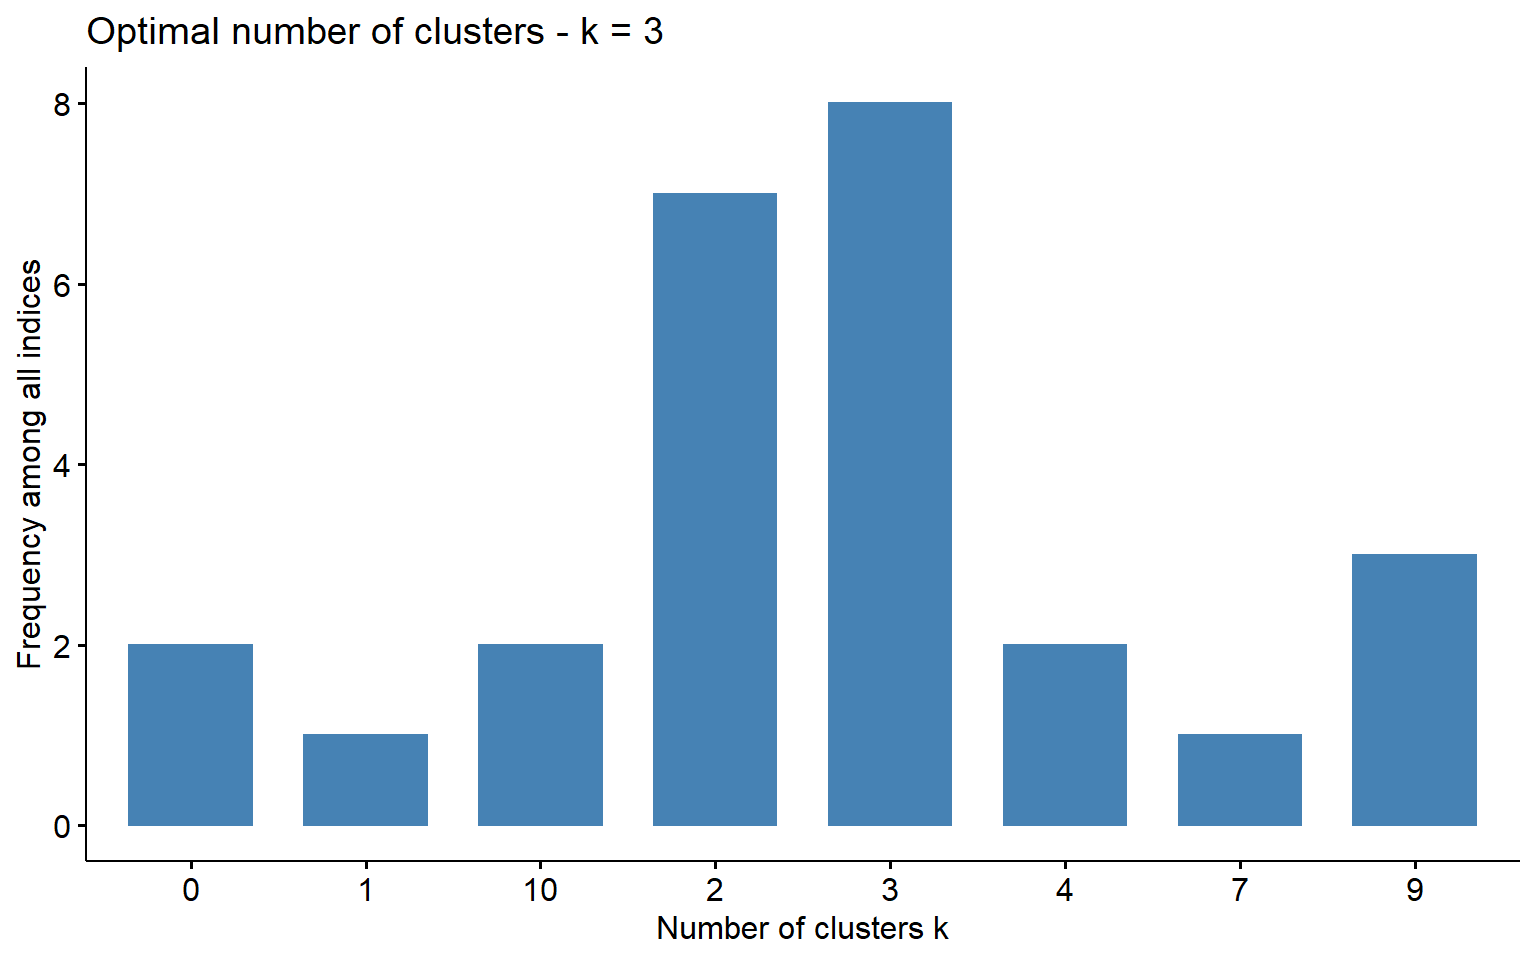 Optimal number of clusters - k = 3
Frequency among all indices
8
6
4
2
0
0 1 10 2 3 4 7 9
Number of clusters k